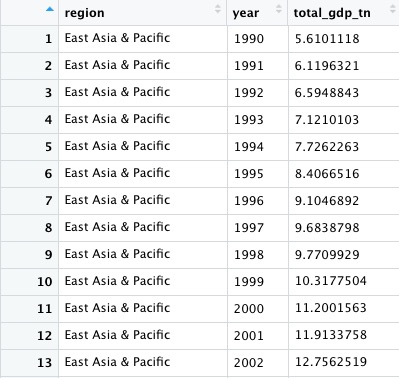 region year total_gdp_tn
1 East Asia & Pacific 1990 5.6101118
2 East Asia & Pacific 1991 6.1196321
3 East Asia & Pacific 1992 6.5948843
4 East Asia & Pacific 1993 7.1210103
5 East Asia & Pacific 1994 7.7262263
6 East Asia & Pacific 1995 8.4066516
7 East Asia & Pacific 1996 9.1046892
8 East Asia & Pacific 1997 9.6838798
9 East Asia & Pacific 1998 9.7709929
10 East Asia & Pacific 1999 10.3177504
11 East Asia & Pacific 2000 11.2001563
12 East Asia & Pacific 2001 11.9133758
13 East Asia & Pacific 2002 12.7562519